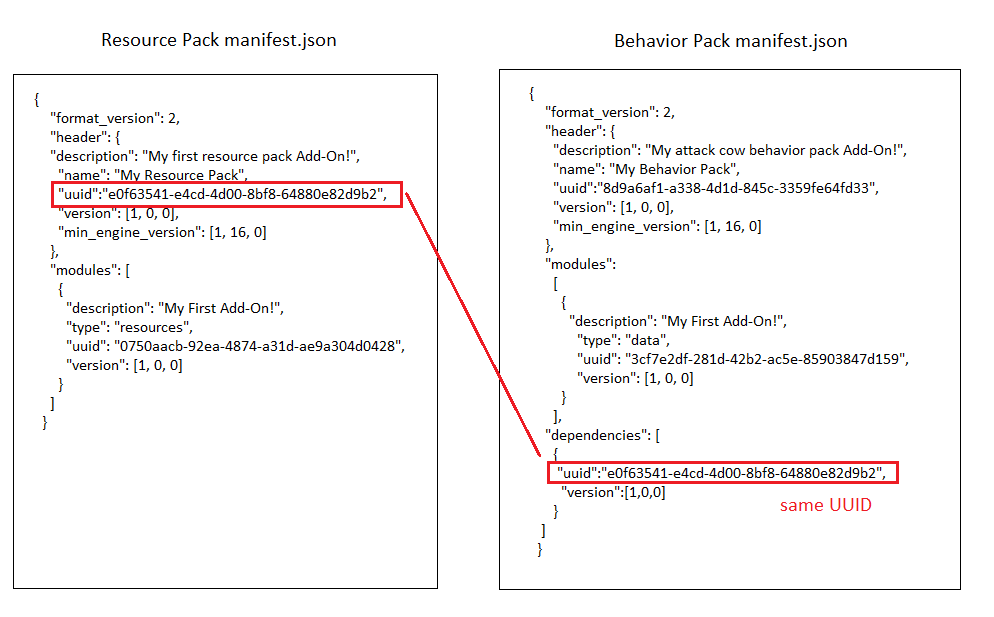 Resource Pack manifest.json
{
"format_version": 2,
"header": {
"description": "My first resource pack Add-On!",
"name": "My Resource Pack",
"uuid":"e0f63541-e4cd-4d00-8bf8-64880e82d9b2",
"version": [1, 0, 0],
"min_engine_version": [1, 16, 0]
},
"modules": [
{
"description": "My First Add-On!",
"type": "resources",
"uuid": "0750aacb-92ea-4874-a31d-ae9a304d0428",
"version": [1, 0, 0]
}
]
}
Behavior Pack manifest.json
{
"format_version": 2,
"header": {
"description": "My attack cow behavior pack Add-On!",
"name": "My Behavior Pack",
"uuid":"8d9a6af1-a338-4d1d-845c-3359fe64fd33",
"version": [1, 0, 0],
"min_engine_version": [1, 16, 0]
},
"modules":
[
{
"description": "My First Add-On!",
"type": "data",
"uuid": "3cf7e2df-281d-42b2-ac5e-85903847d159",
"version": [1, 0, 0]
}
],
"dependencies": [
{
"uuid":"e0f63541-e4cd-4d00-8bf8-64880e82d9b2",
"version":[1,0,0]
}
]
}
same UUID